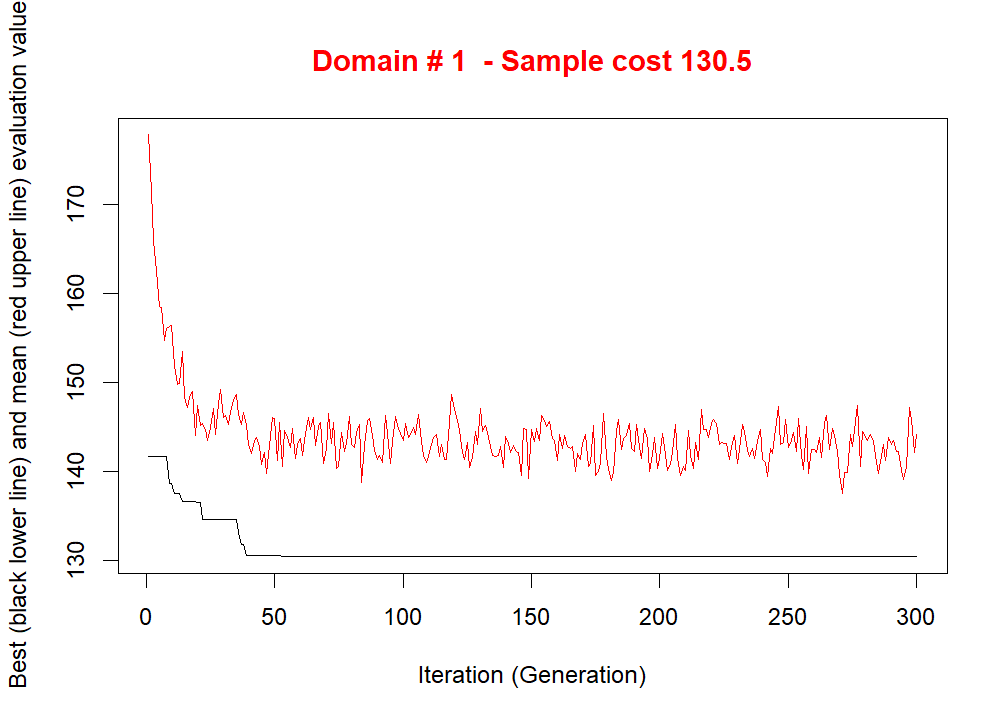 Domain # 1  - Sample cost 130.5
Best (black lower line) and mean (red upper line) evaluation value
170
160
150
140
130
0 50 100 150 200 250 300
Iteration (Generation)